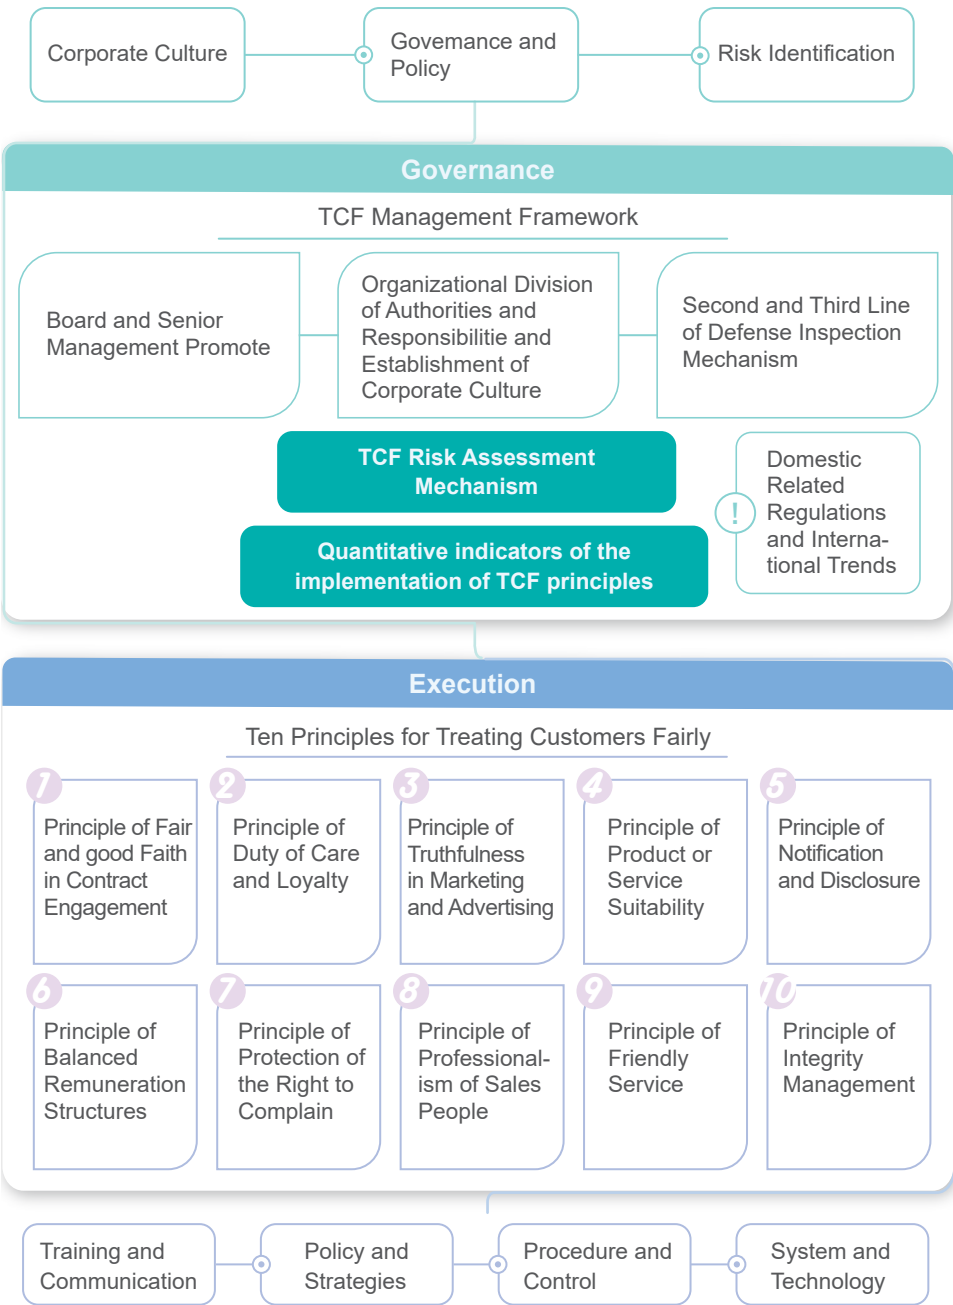 Corporate Culture
Govemance and
Policy
Risk Identification
Governance
TCF Management Framework
Board and Senior
Management Promote
Organizational Division
of Authorities and
Responsibilitie and
Establishment of
Corporate Culture
Second and Third Line
of Defense Inspection
Mechanism
TCF Risk Assessment
Mechanism
Quantitative indicators of the
implementation of TCF principles
!
Domestic
Related
Regulations
and Interna-
tional Trends
Execution
Ten Principles for Treating Customers Fairly
1
Principle of Fair
and good Faith
in Contract
Engagement
2
Principle of
Duty of Care
and Loyalty
3
Principle of
Truthfulness
in Marketing
and Advertising
4
Principle of
Product or
Service
Suitability
5
Principle of
Notification
and Disclosure
6
Principle of
Balanced
Remuneration
Structures
7
Principle of
Protection of
the Right to
Complain
8
Principle of
Professional-
ism of Sales
People
9
Principle of
Friendly
Service
10
Principle of
Integrity
Management
Training and
Communication
Policy and
Strategies
Procedure and
Control
System and
Technology